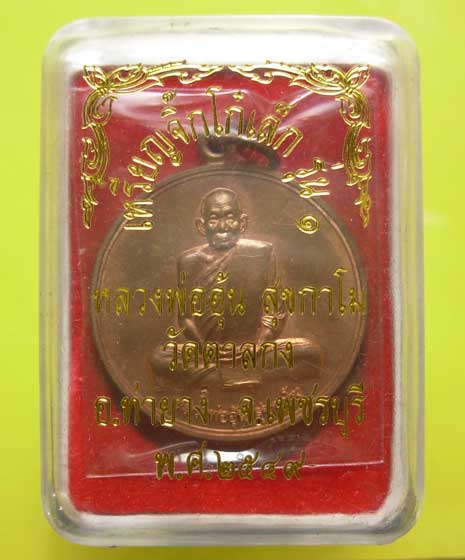 เหรียญจิ๊กโก๋เด็ก รุ่น ๑
หลวงพ่ออุ้น สุขกาโม
วัดตาลกง
อ.ท่ายาง จ.เพชรบุรี
พ.ศ.๒๕๔๙